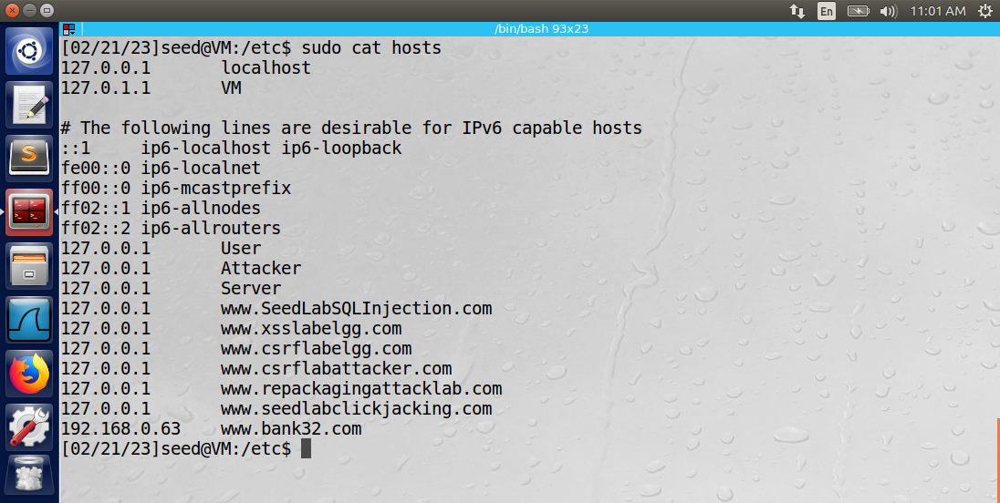 En 11:01 AM
/bin/bash 93x23
[02/21/23]seed@VM:/etc$ sudo cat hosts
127.0.0.1       localhost
127.0.1.1       VM
# The following lines are desirable for IPv6 capable hosts
::1     ip6-localhost ip6-loopback
fe00::0 ip6-localnet
ff00::0 ip6-mcastprefix
ff02::1 ip6-allnodes
ff02::2 ip6-allrouters
127.0.0.1       User
127.0.0.1       Attacker
127.0.0.1       Server
127.0.0.1       www.SeedLabSQLInjection.com
127.0.0.1       www.xsslabelgg.com
127.0.0.1       www.csrflabelgg.com
127.0.0.1       www.csrflabattacker.com
127.0.0.1       www.repackagingattacklab.com
127.0.0.1       www.seedlabclickjacking.com
192.168.0.63    www.bank32.com
[02/21/23]seed@VM:/etc$